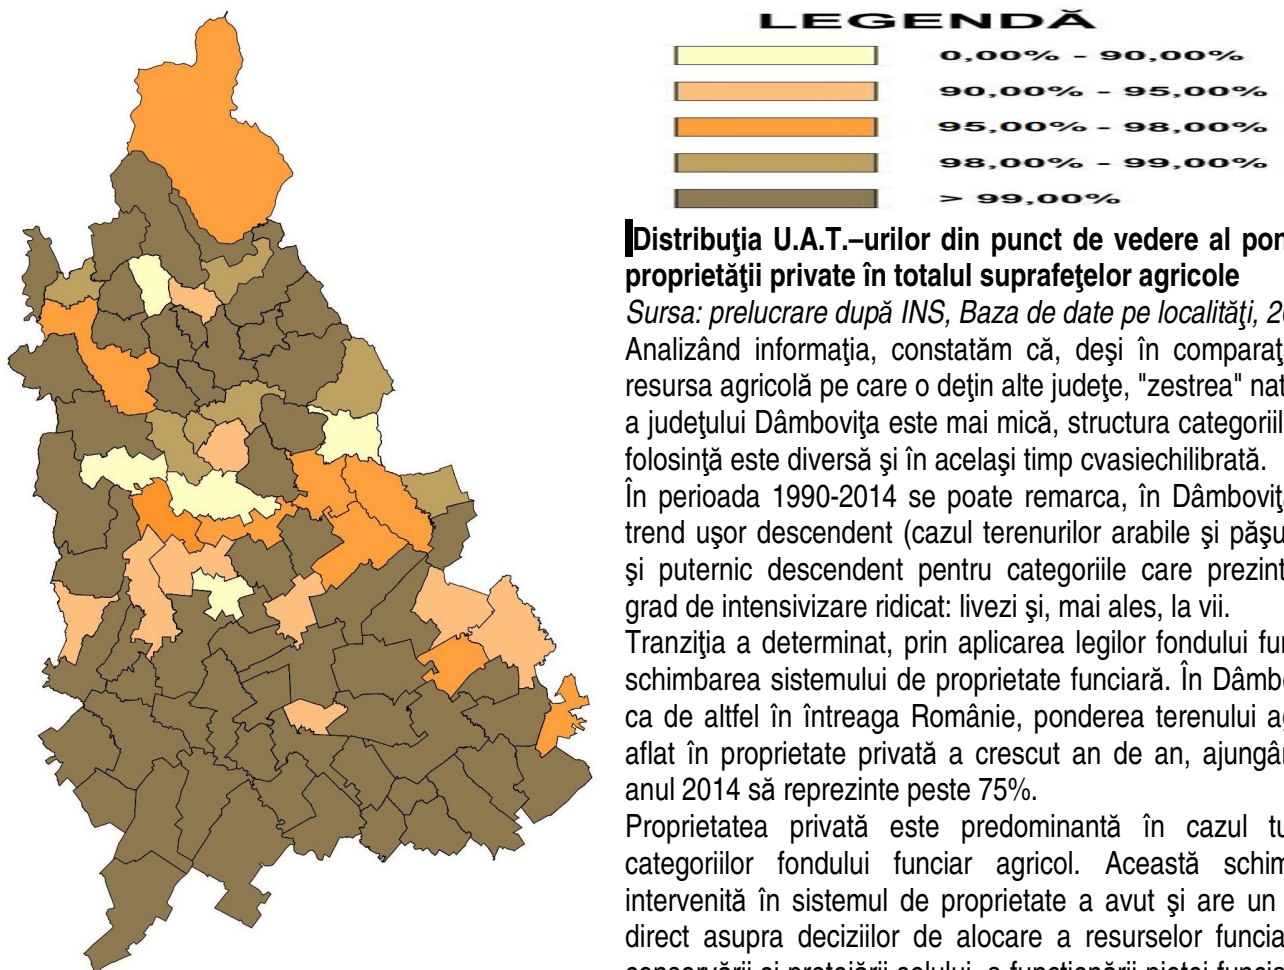 LEGENDĂ
0,00% - 90,00%
90,00% - 95,00%
95,00% - 98,00%
98,00% - 99,00%
> 99,00%
Distribuţia U.A.T.–urilor din punct de vedere al pon
proprietăţii private în totalul suprafeţelor agricole
Sursa: prelucrare după INS, Baza de date pe localităţi, 20
Analizând informaţia, constatăm că, deşi în comparaţi
resursa agricolă pe care o deţin alte judeţe, "zestrea" nat
a judeţului Dâmboviţa este mai mică, structura categoriil
folosinţă este diversă şi în acelaşi timp cvasiechilibrată.
În perioada 1990-2014 se poate remarca, în Dâmboviţ
trend uşor descendent (cazul terenurilor arabile şi păşu
şi puternic descendent pentru categoriile care prezint
grad de intensivizare ridicat: livezi şi, mai ales, la vii.
Tranziţia a determinat, prin aplicarea legilor fondului fun
schimbarea sistemului de proprietate funciară. În Dâmbo
ca de altfel în întreaga Românie, ponderea terenului ag
aflat în proprietate privată a crescut an de an, ajungân
anul 2014 să reprezinte peste 75%.
Proprietatea privată este predominantă în cazul tu
categoriilor fondului funciar agricol. Această schim
intervenită în sistemul de proprietate a avut şi are un
direct asupra deciziilor de alocare a resurselor funcia
conservării şi protejării solului, a funcţionării pieţei funcia